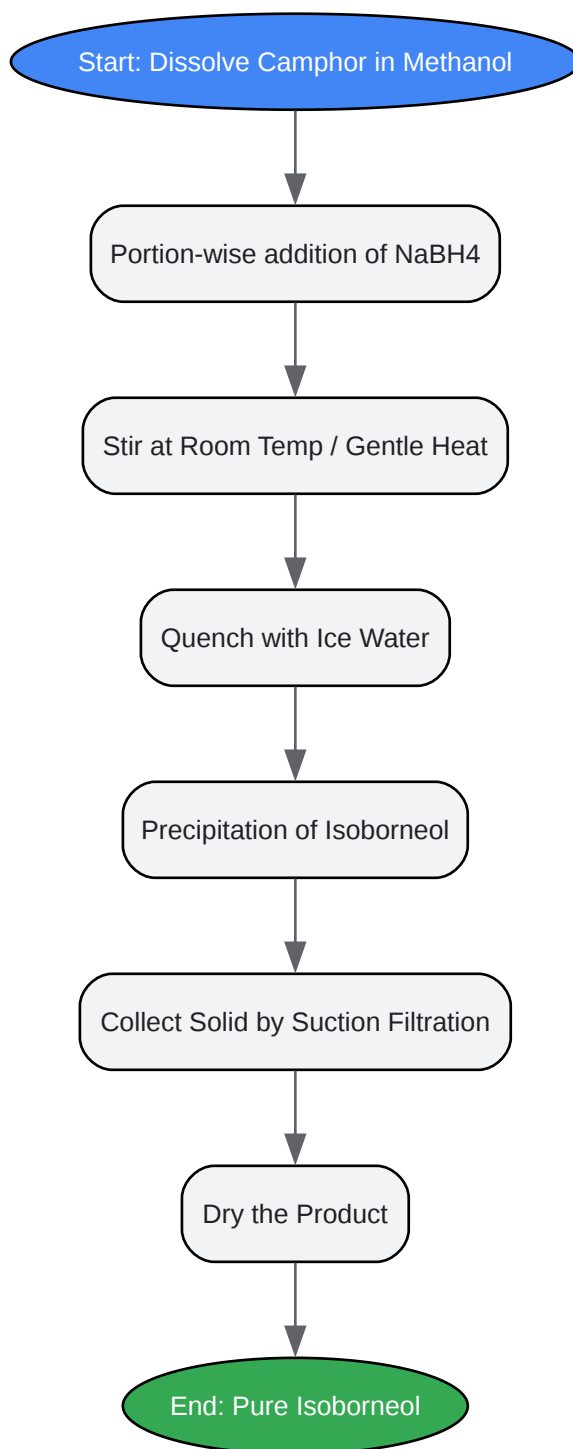 Start: Dissolve Camphor in Methanol
Portion-wise addition of NaBH4
Stir at Room Temp / Gentle Heat
Quench with Ice Water
Precipitation of Isoborneol
Collect Solid by Suction Filtration
Dry the Product
End: Pure Isoborneol